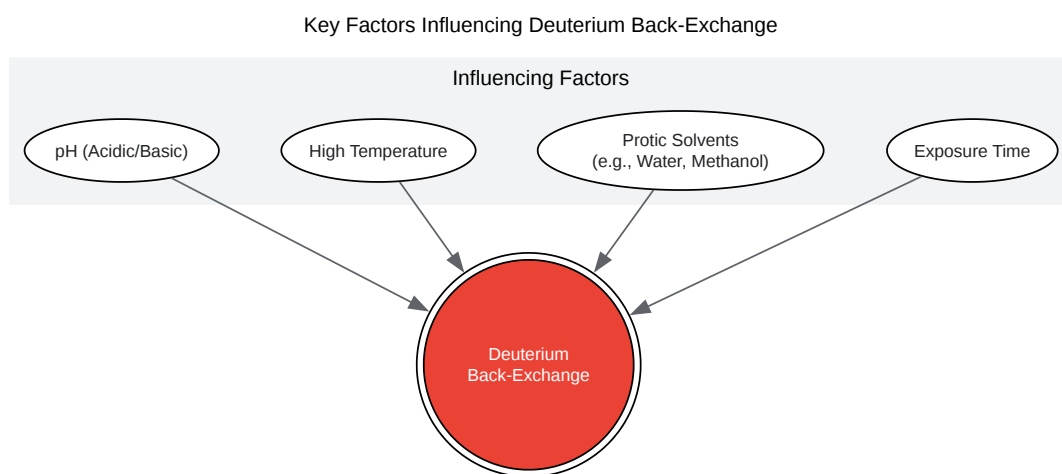 Key Factors Influencing Deuterium Back-Exchange
Influencing Factors
pH (Acidic/Basic)
High Temperature
Protic Solvents
(e.g., Water, Methanol)
Exposure Time
Deuterium
Back-Exchange